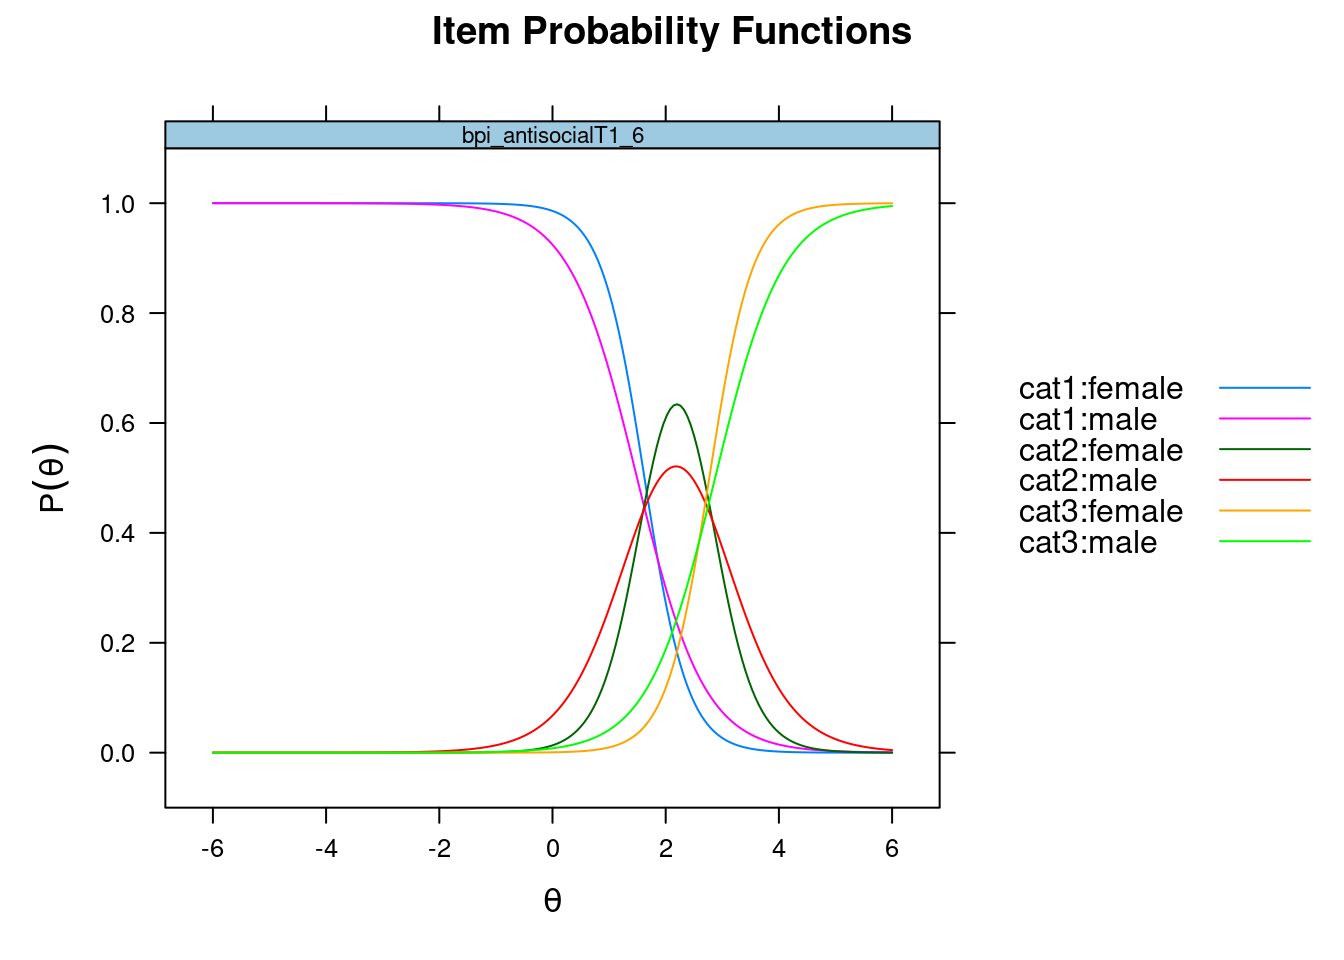 Item Probability Functions
bpi_antisocialT1_6
1.0
0.8
0.6
0.4
0.2
0.0
P(θ)
-6 -4 -2 0 2 4 6
θ
cat1:female
cat1:male
cat2:female
cat2:male
cat3:female
cat3:male